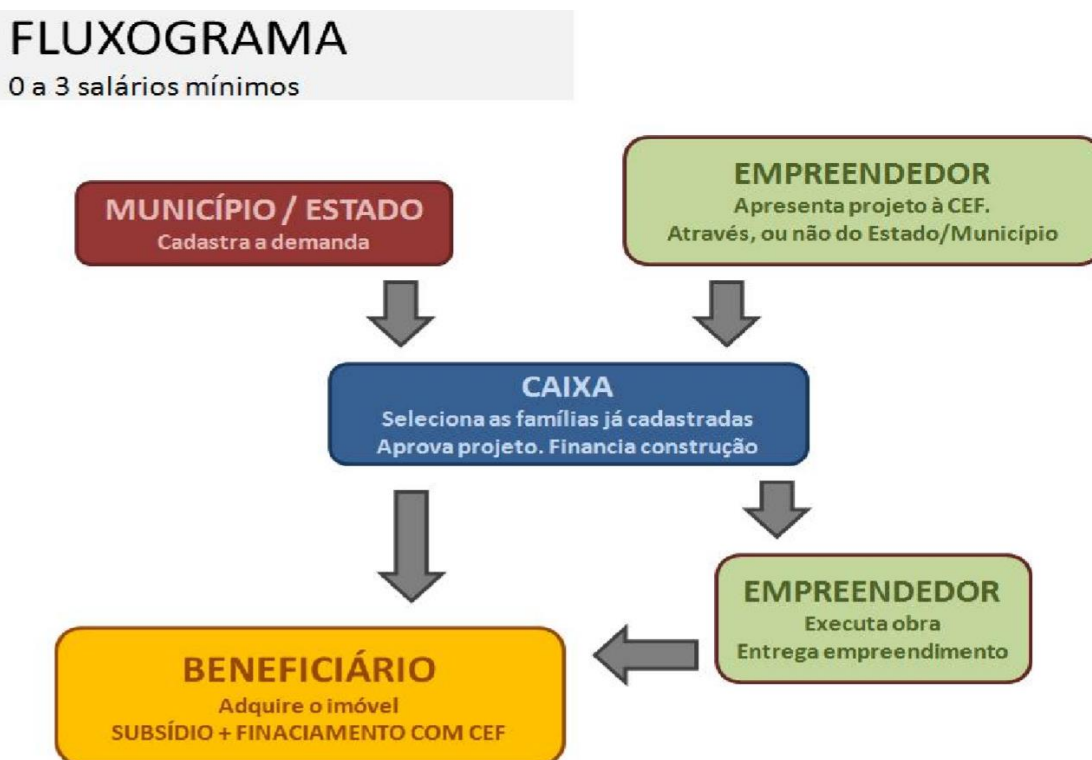 FLUXOGRAMA
0 a 3 salários mínimos
MUNICÍPIO / ESTADO
Cadastra a demanda
EMPREENDEDOR
Apresenta projeto à CEF.
Através, ou não do Estado/Município
CAIXA
Seleciona as famílias já cadastradas
Aprova projeto. Financia construção
EMPREENDEDOR
Executa obra
Entrega empreendimento
BENEFICIÁRIO
Adquire o imóvel
SUBSÍDIO + FINACIAMENTO COM CEF